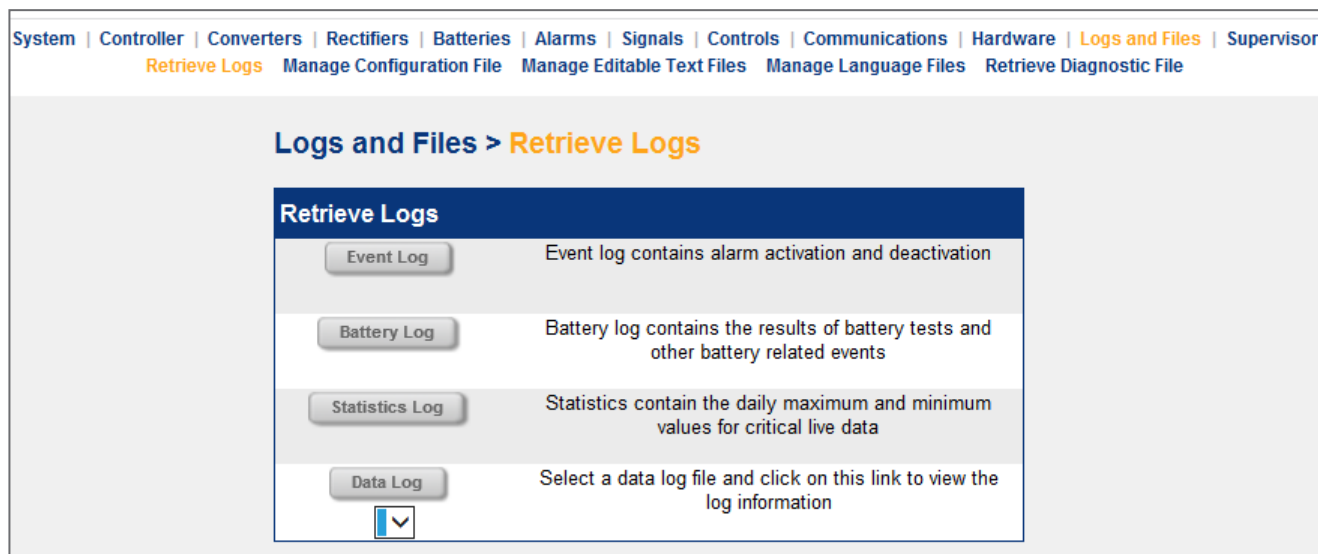 System | Controller | Converters | Rectifiers | Batteries | Alarms | Signals | Controls | Communications | Hardware | Logs and Files | Supervisor
Retrieve Logs Manage Configuration File Manage Editable Text Files Manage Language Files Retrieve Diagnostic File
Logs and Files > Retrieve Logs
Retrieve Logs
Event Log
Event log contains alarm activation and deactivation
Battery Log
Battery log contains the results of battery tests and
other battery related events
Statistics Log
Statistics contain the daily maximum and minimum
values for critical live data
Data Log
Select a data log file and click on this link to view the
log information